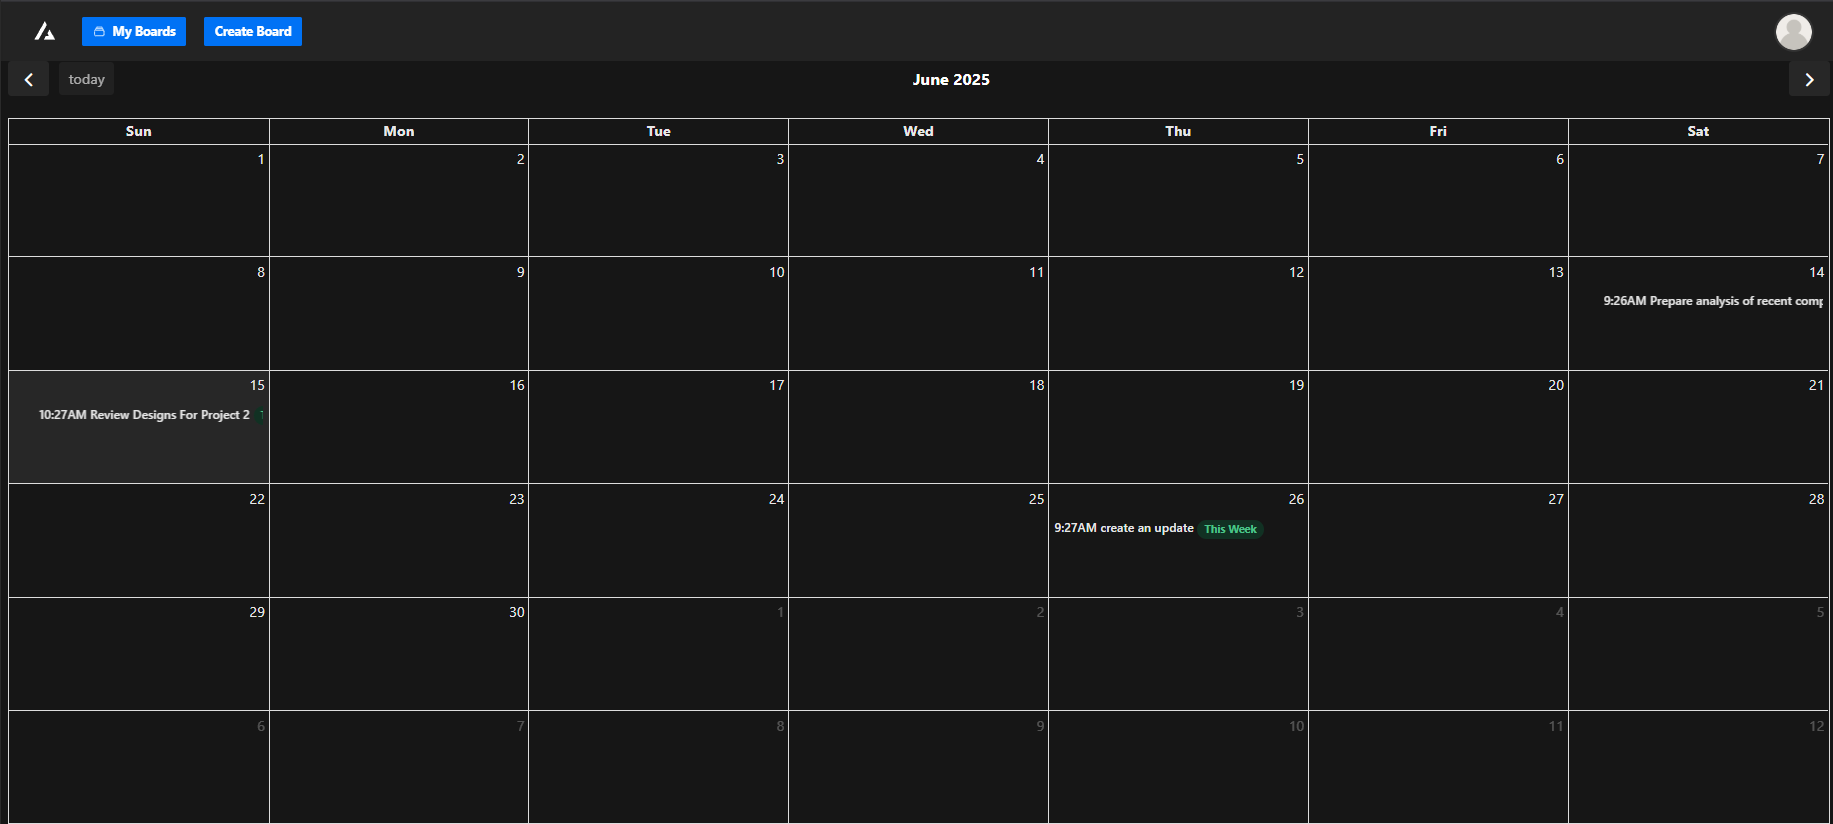 My Boards Create Board
today June 2025
Sun Mon Tue Wed Thu Fri Sat
1 2 3 4 5 6 7
8 9 10 11 12 13 14
9:26AM Prepare analysis of recent
15 16 17 18 19 20 21
10:27AM Review Designs For Project 2
22 23 24 25 26 27 28
9:27AM create an update This Week
29 30 1 2 3 4 5
6 7 8 9 10 11 12